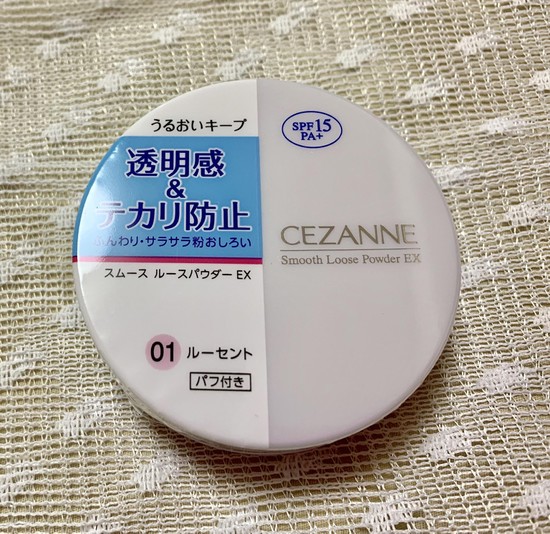 うるおいキープ
透明感
&
テカリ防止
ふんわり・サラサラ粉おしろい
スムース ルースパウダー EX
01 ルーセント
パフ付き
SPF15
PA+
CEZANNE
Smooth Loose Powder EX